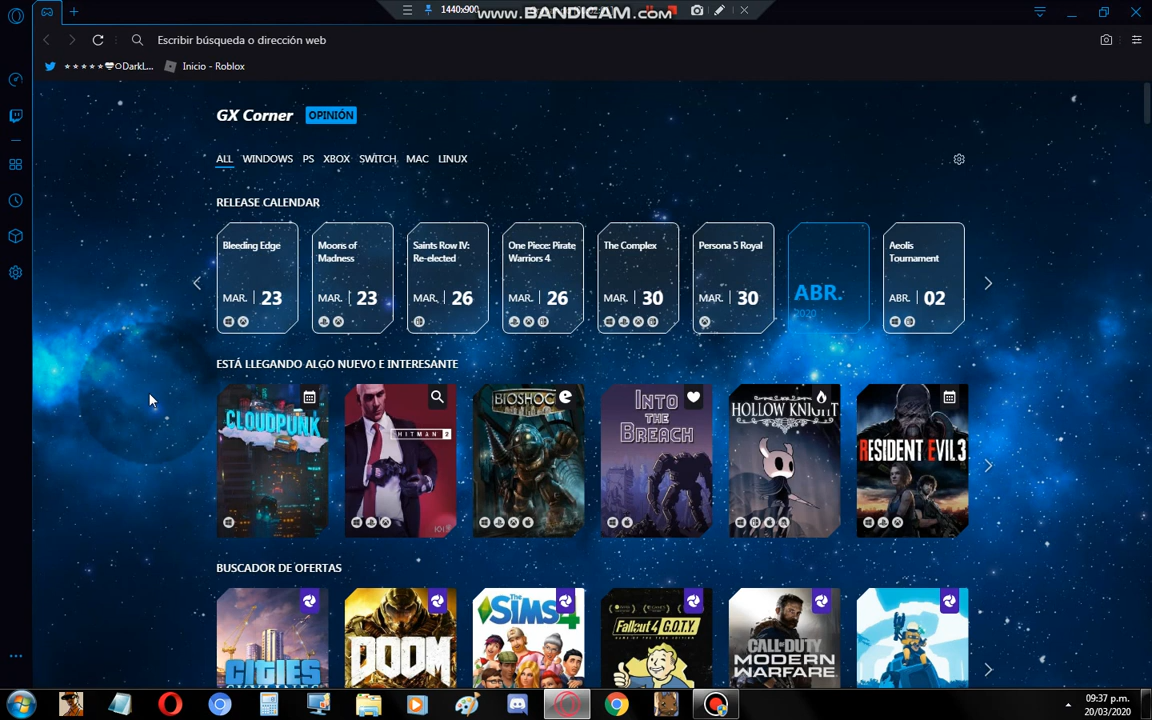 1440x900
www.BANDICAM.com
Escribir búsqueda o dirección web
DarkL... Inicio - Roblox
GX Corner OPINIÓN
ALL WINDOWS PS XBOX SWITCH MAC LINUX
RELEASE CALENDAR
Bleeding Edge
MAR. 23
Moons of
Madness
MAR. 23
Saints Row IV:
Re-elected
MAR. 26
One Piece: Pirate
Warriors 4
MAR. 26
The Complex
MAR. 30
Persona 5 Royal
MAR. 30
ABR.
2020
Aeolis
Tournament
ABR. 02
ESTÁ LLEGANDO ALGO NUEVO E INTERESANTE
CLOUDPUNK
HITMAN 2
BIOSHOCK
INTO
THE
BREACH
HOLLOW KNIGHT
RESIDENT EVIL 3
BUSCADOR DE OFERTAS
CITIES
DOOM
The
SIMS 4
Fallout 4 G.O.T.Y.
CALL OF DUTY
MODERN
WARFARE
09:37 p.m.
20/03/2020